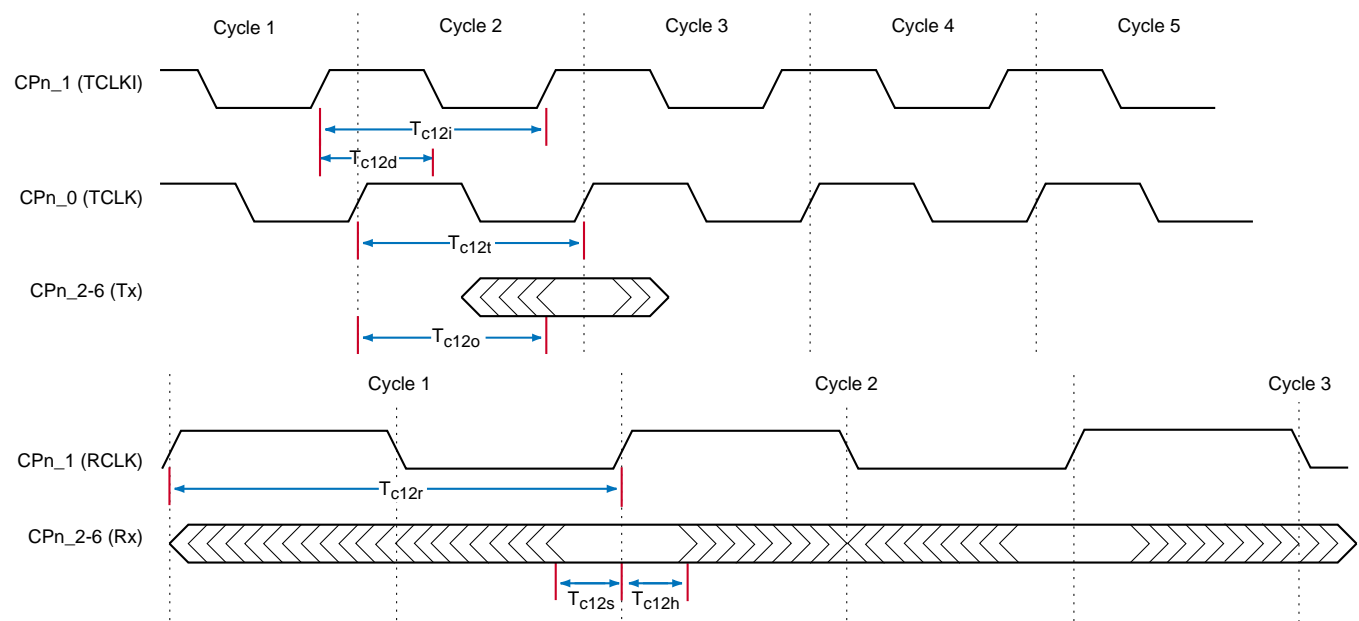 Cycle 1 Cycle 2 Cycle 3 Cycle 4 Cycle 5
CPn_1 (TCLKI)
Tc12i
Tc12d
CPn_0 (TCLK)
Tc12t
CPn_2-6 (Tx)
Tc12o
Cycle 1 Cycle 2 Cycle 3
CPn_1 (RCLK)
Tc12r
CPn_2-6 (Rx)
Tc12s Tc12h